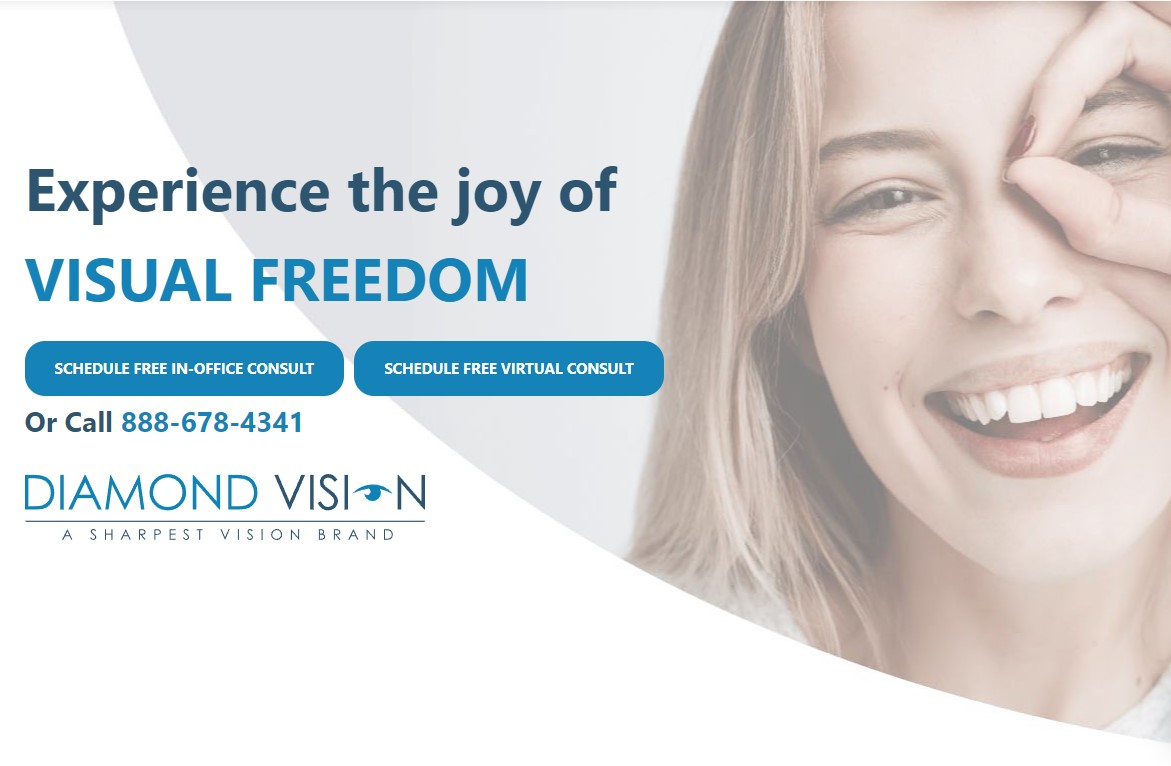 Experience the joy of
VISUAL FREEDOM
SCHEDULE FREE IN-OFFICE CONSULT SCHEDULE FREE VIRTUAL CONSULT
Or Call 888-678-4341
DIAMOND VISION
A SHARPEST VISION BRAND